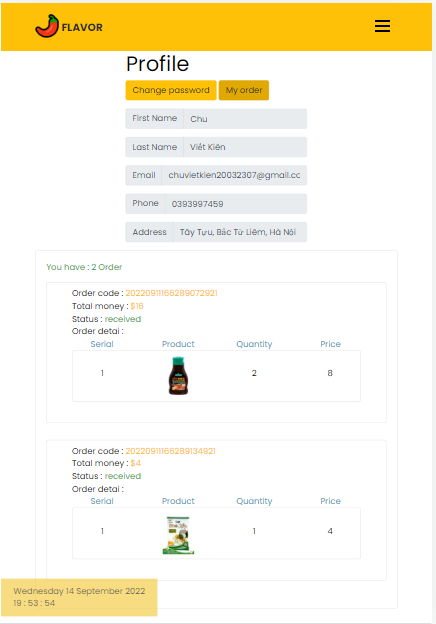 FLAVOR
Profile
Change password My order
First Name Chu
Last Name Viết Kiên
Email chuvietkien20032307@gmail.cc
Phone 0393997459
Address Tây Tựu, Bắc Từ Liêm, Hà Nội
You have : 2 Order
Order code : 20220911166289072921
Total money : $16
Status : received
Order detai :
Serial Product Quantity Price
1 2 8
Order code : 20220911166289134921
Total money : $4
Status : received
Order detai :
Serial Product Quantity Price
1 1 4
Wednesday 14 September 2022
19 : 53 : 54